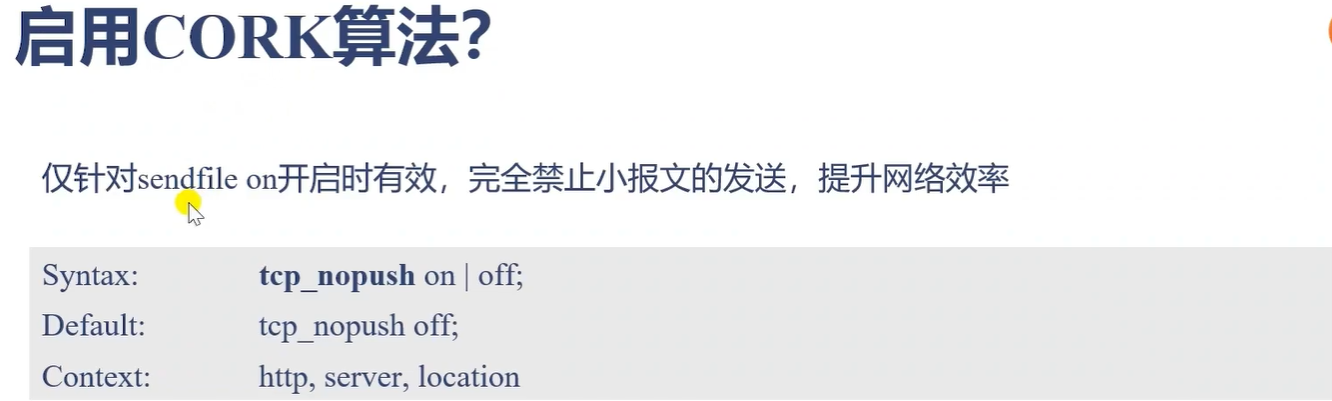 启用CORK算法？
仅针对sendfile on开启时有效，完全禁止小报文的发送，提升网络效率
Syntax: tcp_nopush on | off;
Default: tcp_nopush off;
Context: http, server, location